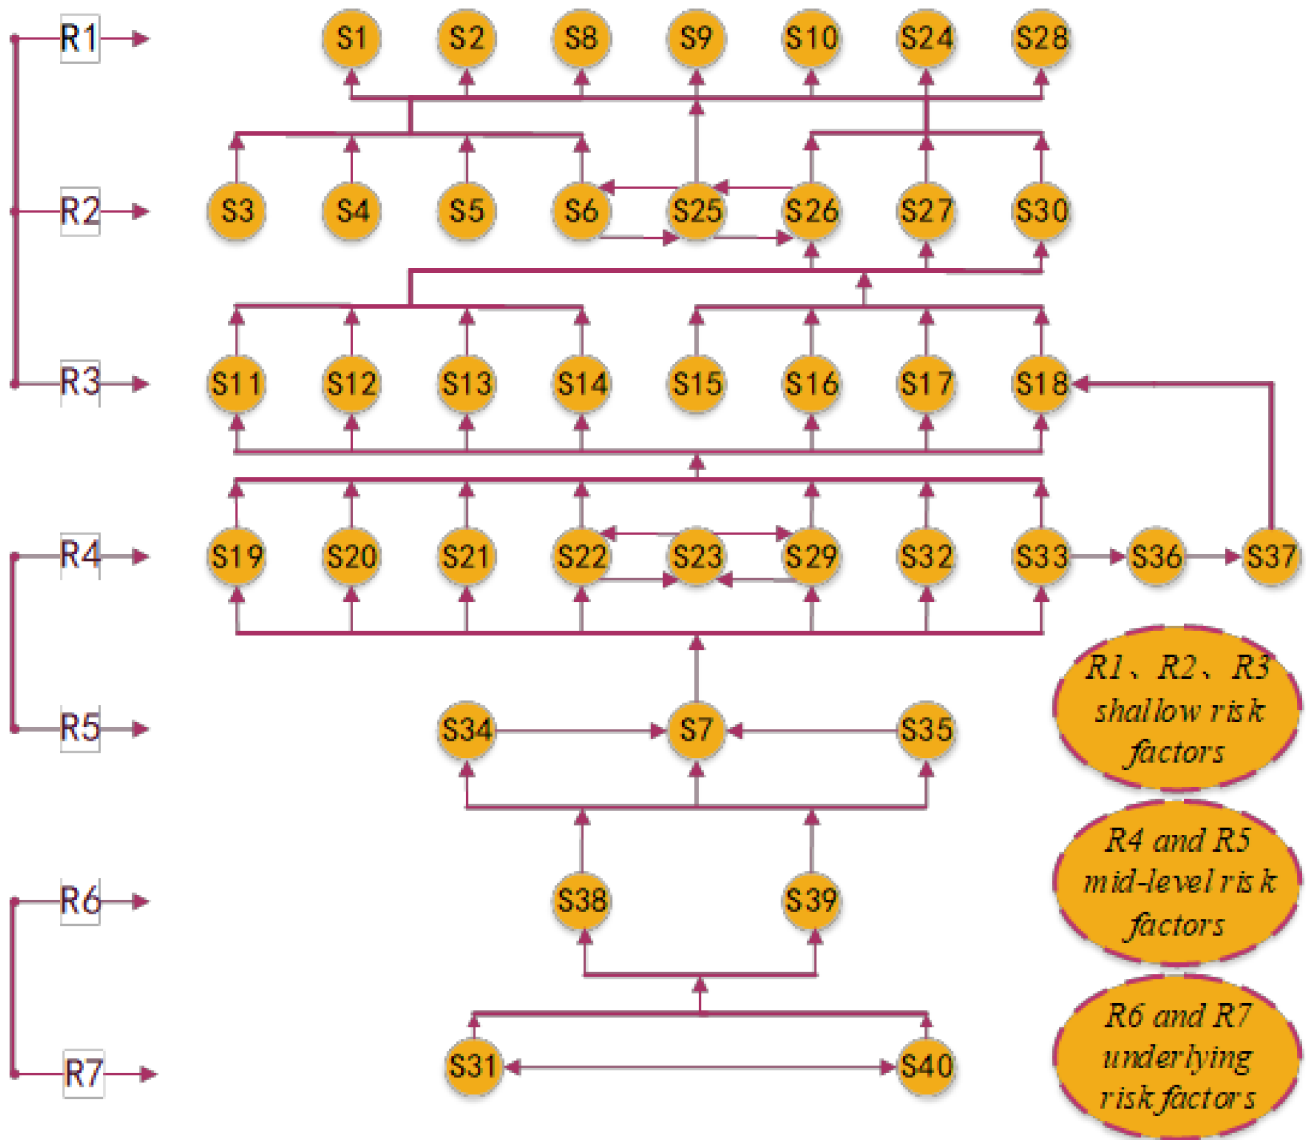 R1 S1 S2 S8 S9 S10 S24 S28
R2 S3 S4 S5 S6 S25 S26 S27 S30
R3 S11 S12 S13 S14 S15 S16 S17 S18
R4 S19 S20 S21 S22 S23 S29 S32 S33 S36 S37
R1、R2、R3
shallow risk
factors
R5 S34 S7 S35
R4 and R5
mid-level risk
factors
R6 S38 S39
R6 and R7
underlying
risk factors
R7 S31 S40